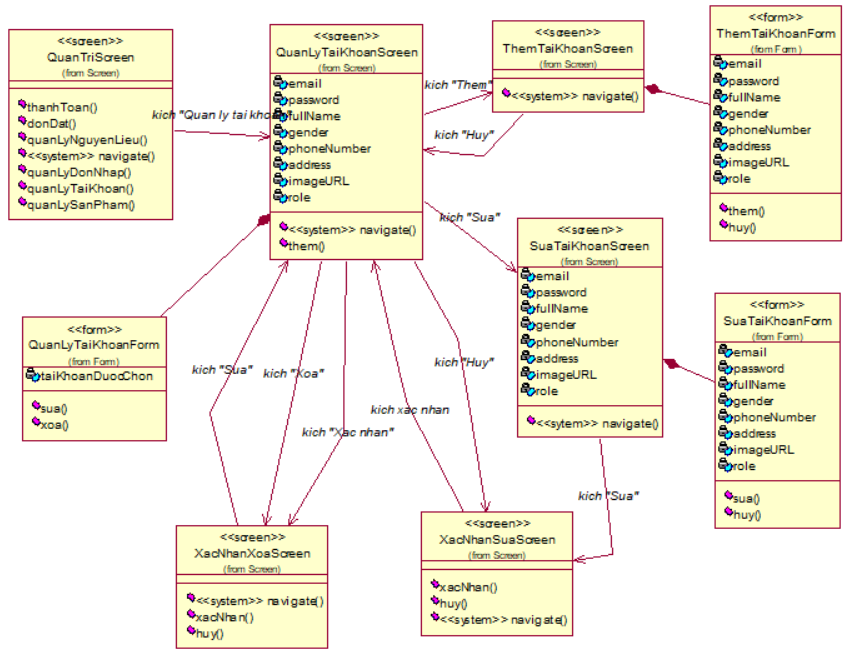 <<screen>>
QuanTriScreen
(from Screen)
thanhToan()
donDat()
quanLyNguyenLieu()
<<system>> navigate()
quanLyDonNhap()
quanLyTaiKhoan()
quanLySanPham()
kich "Quan ly tai khoan"
<<screen>>
QuanLyTaiKhoanScreen
(from Screen)
email
password
fullName
gender
phoneNumber
address
imageURL
role
<<system>> navigate()
them()
kich "Them"
kich "Huy"
<<screen>>
ThemTaiKhoanScreen
(from Screen)
<<system>> navigate()
<<form>>
ThemTaiKhoanForm
(from Form)
email
password
fullName
gender
phoneNumber
address
imageURL
role
them()
huy()
kich "Sua"
<<screen>>
SuaTaiKhoanScreen
(from Screen)
email
password
fullName
gender
phoneNumber
address
imageURL
role
<<sytem>> navigate()
<<form>>
SuaTaiKhoanForm
(from Form)
email
password
fullName
gender
phoneNumber
address
imageURL
role
sua()
huy()
<<form>>
QuanLyTaiKhoanForm
(from Form)
taiKhoanDuocChon
sua()
xoa()
kich "Sua"
kich "Xoa"
kich "Xac nhan"
kich xac nhan
kich "Huy"
kich "Sua"
<<screen>>
XacNhanXoaScreen
(from Screen)
<<system>> navigate()
xacNhan()
huy()
<<screen>>
XacNhanSuaScreen
(from Screen)
xacNhan()
huy()
<<system>> navigate()